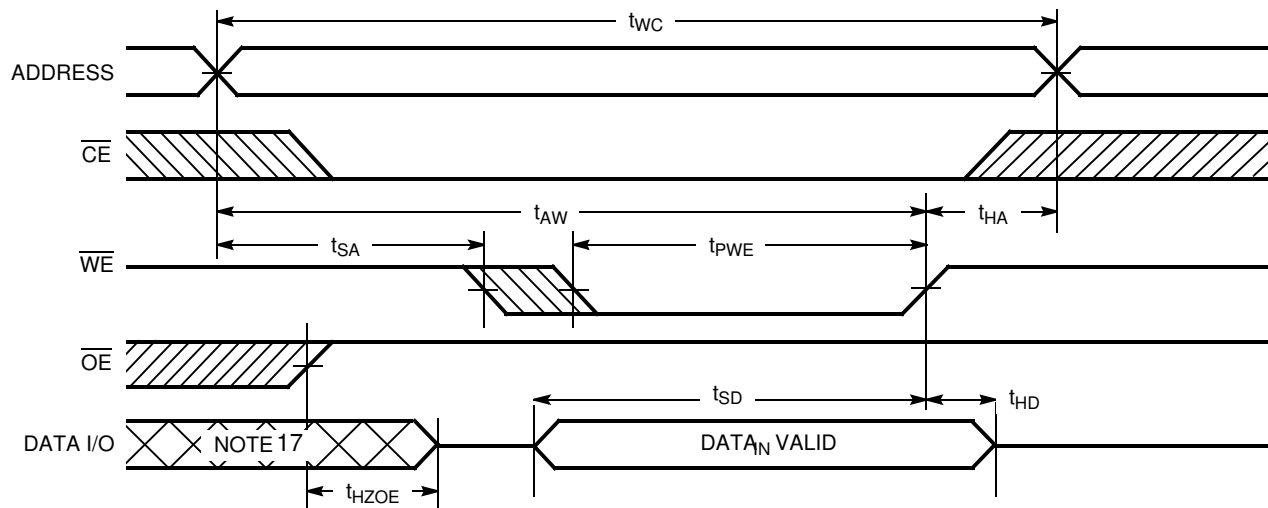 tWC
ADDRESS
CE
tAW
tHA
tSA
tPWE
WE
OE
tSD
tHD
DATA I/O
NOTE 17
DATAIN VALID
tHZOE